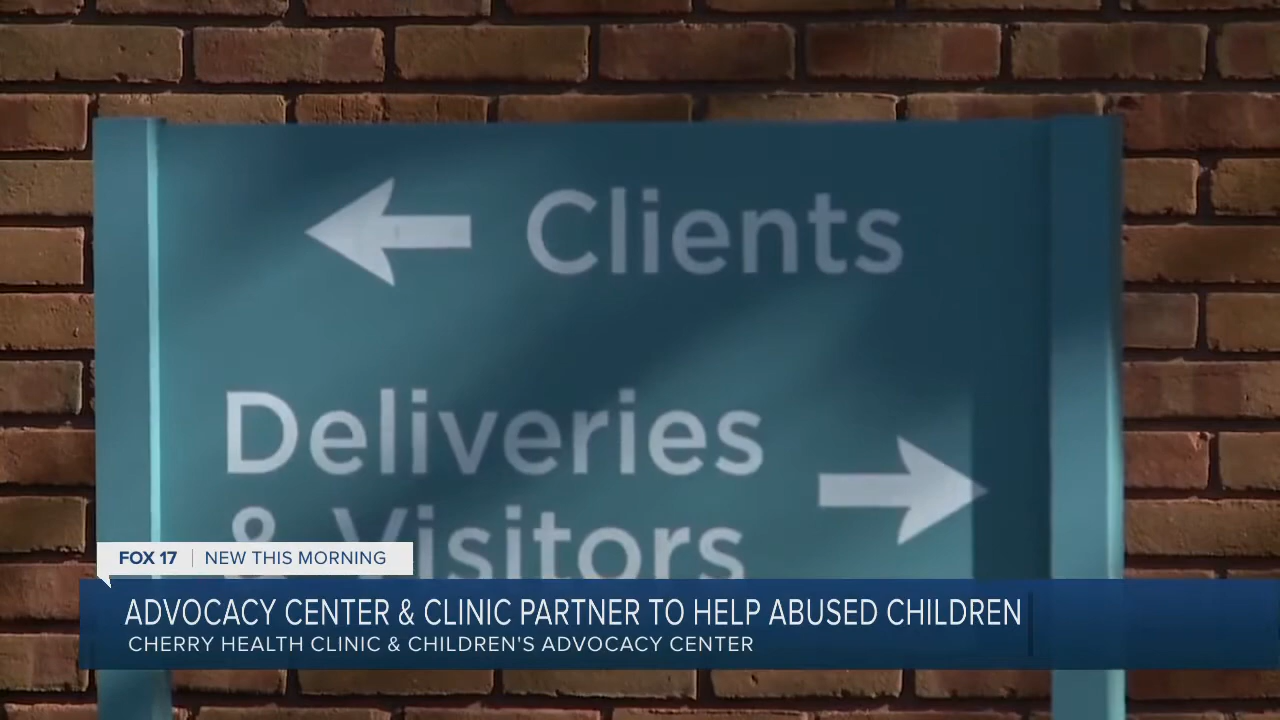 Clients
Deliveries
& Visitors
FOX 17 | NEW THIS MORNING
ADVOCACY CENTER & CLINIC PARTNER TO HELP ABUSED CHILDREN
CHERRY HEALTH CLINIC & CHILDREN'S ADVOCACY CENTER